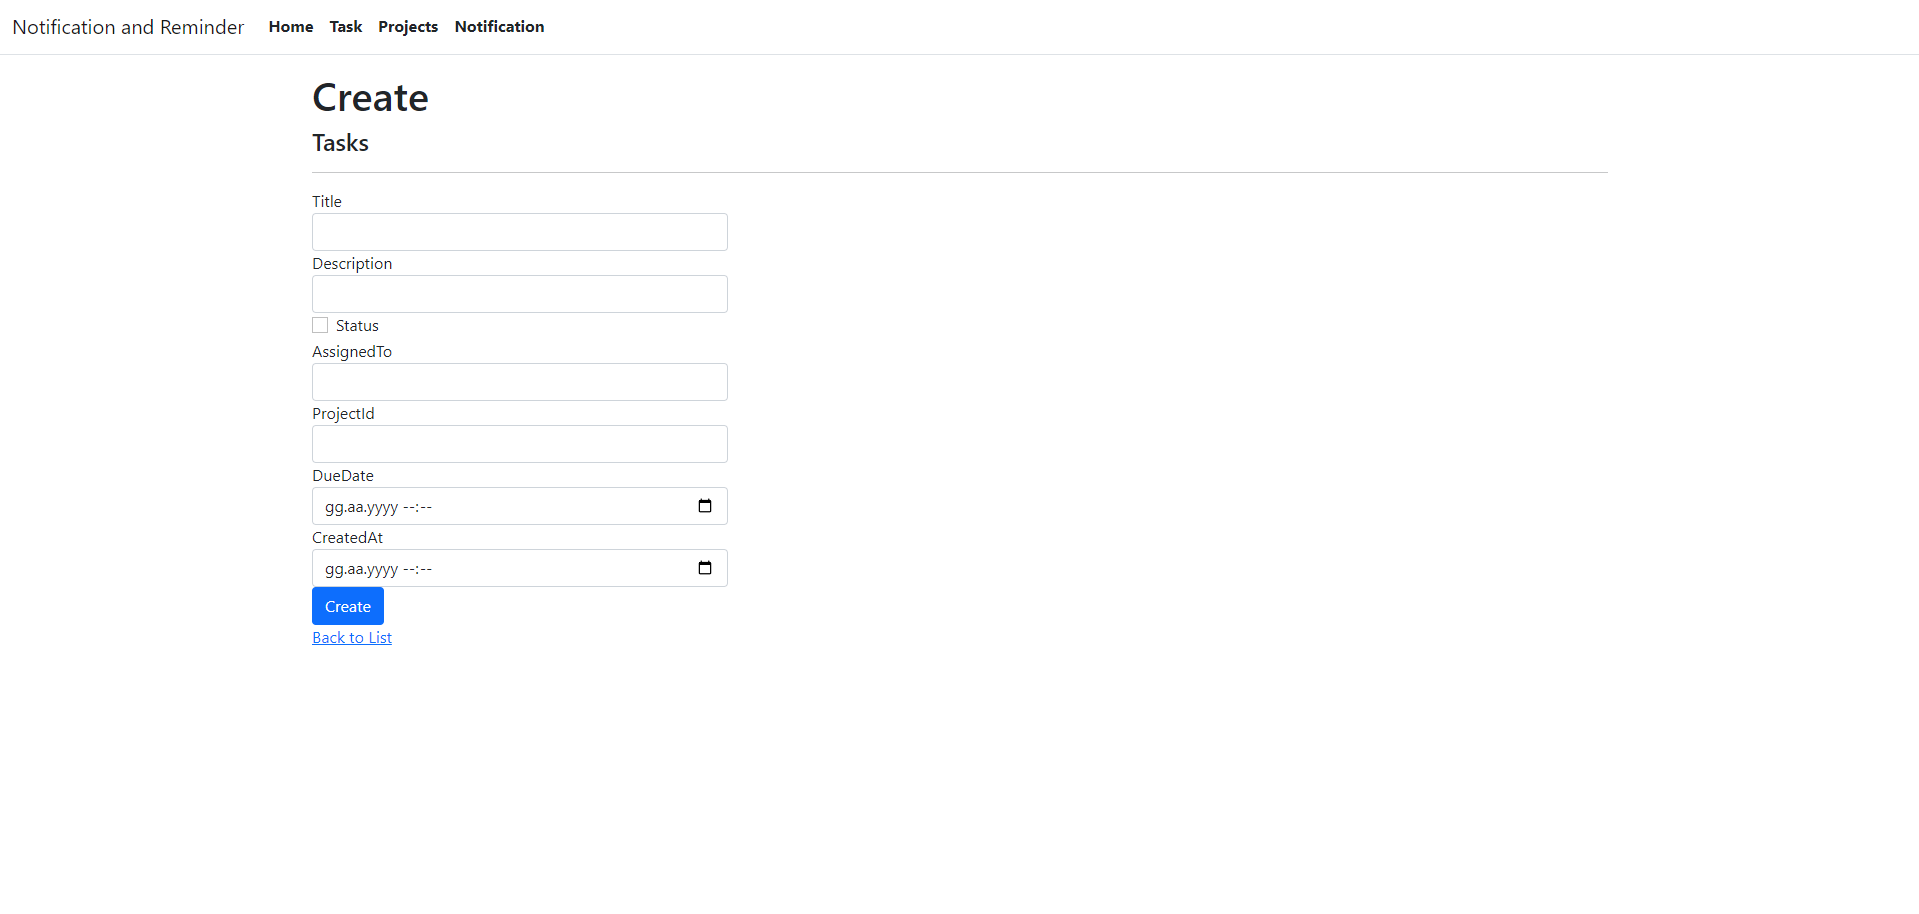 Notification and Reminder Home Task Projects Notification
Create
Tasks
Title
Description
Status
AssignedTo
ProjectId
DueDate
gg.aa.yyyy --:--
CreatedAt
gg.aa.yyyy --:--
Create
Back to List